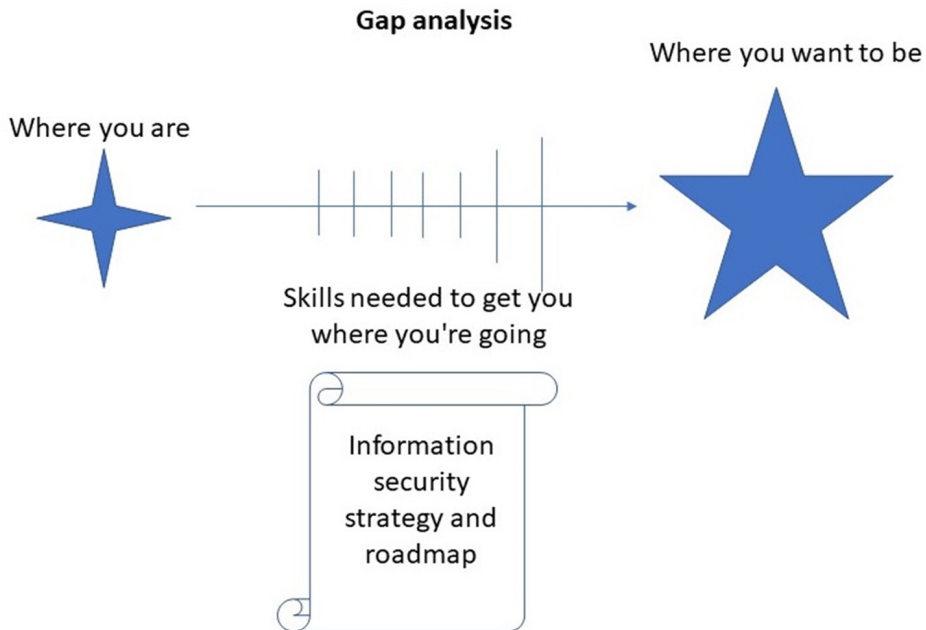 Gap analysis
Where you want to be
Where you are
Skills needed to get you
where you're going
Information
security
strategy and
roadmap